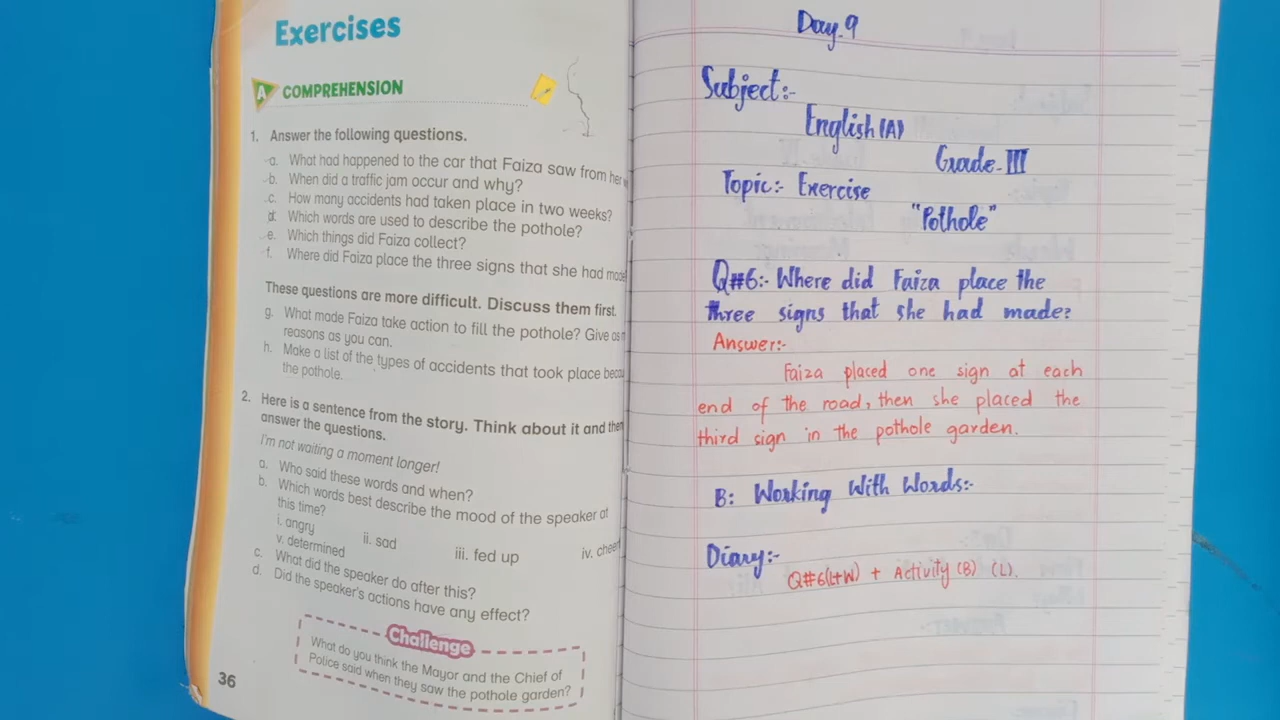 Exercises
A COMPREHENSION
1. Answer the following questions.
a. What had happened to the car that Faiza saw from her
b. When did a traffic jam occur and why?
c. How many accidents had taken place in two weeks?
d. Which words are used to describe the pothole?
e. Which things did Faiza collect?
f. Where did Faiza place the three signs that she had made
These questions are more difficult. Discuss them first.
g. What made Faiza take action to fill the pothole? Give as
reasons as you can.
h. Make a list of the types of accidents that took place
the pothole.
2. Here is a sentence from the story. Think about it and then
answer the questions.
I'm not waiting a moment longer!
a. Who said these words and when?
b. Which words best describe the mood of the speaker at
this time?
i. angry ii. sad iii. fed up iv.
v. determined
c. What did the speaker do after this?
d. Did the speaker's actions have any effect?
Challenge
What do you think the Mayor and the Chief of
Police said when they saw the pothole garden?
36
Day.9
Subject:-
English(A)
Grade-III
Topic:- Exercise
"Pothole"
Q#6:- Where did Faiza place the
three signs that she had made?
Answer:-
Faiza placed one sign at each
end of the road, then she placed the
third sign in the pothole garden.
B: Working With Words:-
Diary:-
Q#6(L+W) + Activity (B) (L).